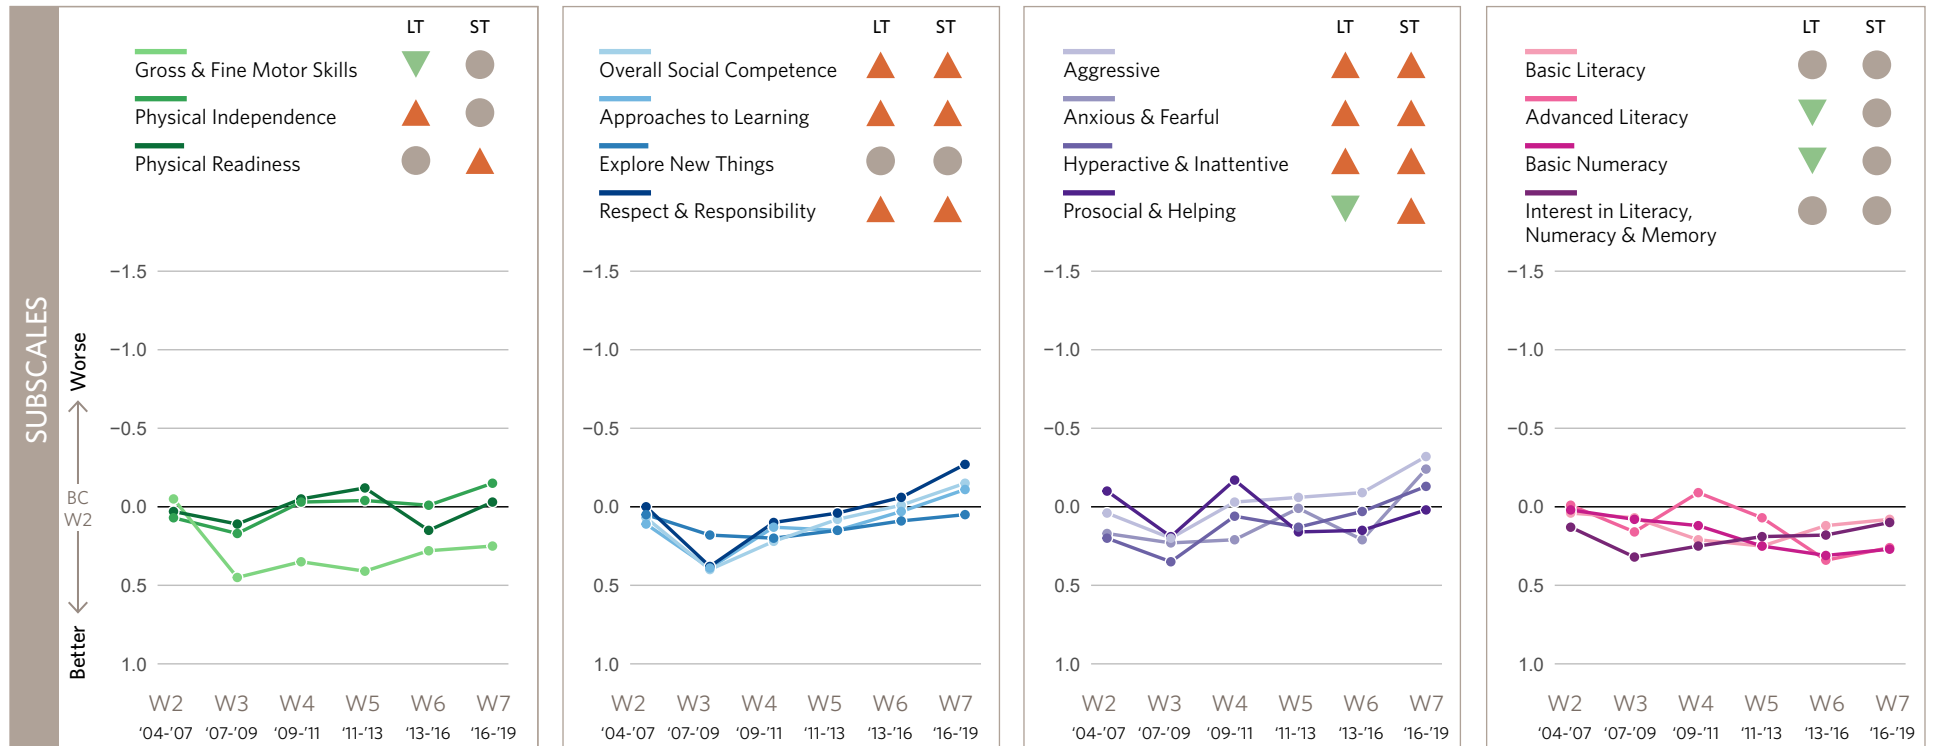 SUBSCALES
Worse
BC
W2
Better
LT ST
Gross & Fine Motor Skills
Physical Independence
Physical Readiness
−1.5
−1.0
−0.5
0.0
0.5
1.0
W2 W3 W4 W5 W6 W7
‘04-’07 ‘07-’09 ‘09-’11 ‘11-’13 ‘13-’16 ‘16-’19
LT ST
Overall Social Competence
Approaches to Learning
Explore New Things
Respect & Responsibility
−1.5
−1.0
−0.5
0.0
0.5
1.0
W2 W3 W4 W5 W6 W7
‘04-’07 ‘07-’09 ‘09-’11 ‘11-’13 ‘13-’16 ‘16-’19
LT ST
Aggressive
Anxious & Fearful
Hyperactive & Inattentive
Prosocial & Helping
−1.5
−1.0
−0.5
0.0
0.5
1.0
W2 W3 W4 W5 W6 W7
‘04-’07 ‘07-’09 ‘09-’11 ‘11-’13 ‘13-’16 ‘16-’19
LT ST
Basic Literacy
Advanced Literacy
Basic Numeracy
Interest in Literacy,
Numeracy & Memory
−1.5
−1.0
−0.5
0.0
0.5
1.0
W2 W3 W4 W5 W6 W7
‘04-’07 ‘07-’09 ‘09-’11 ‘11-’13 ‘13-’16 ‘16-’19